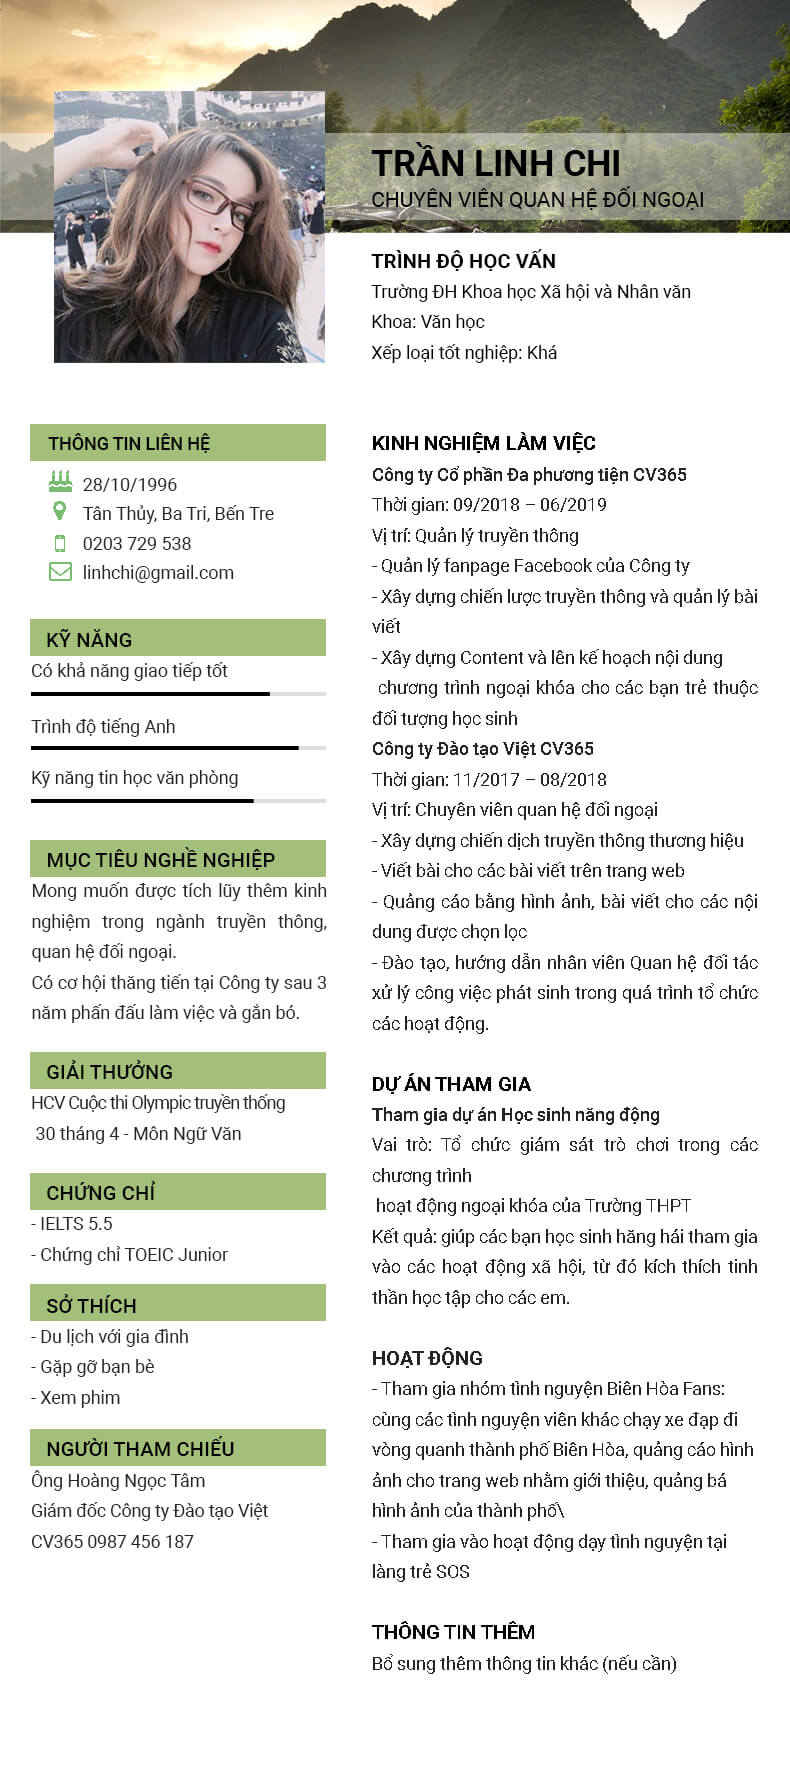 TRẦN LINH CHI
CHUYÊN VIÊN QUAN HỆ ĐỐI NGOẠI
TRÌNH ĐỘ HỌC VẤN
Trường ĐH Khoa học Xã hội và Nhân văn
Khoa: Văn học
Xếp loại tốt nghiệp: Khá
THÔNG TIN LIÊN HỆ
28/10/1996
Tân Thủy, Ba Tri, Bến Tre
0203 729 538
linhchi@gmail.com
KỸ NĂNG
Có khả năng giao tiếp tốt
Trình độ tiếng Anh
Kỹ năng tin học văn phòng
MỤC TIÊU NGHỀ NGHIỆP
Mong muốn được tích lũy thêm kinh
nghiệm trong ngành truyền thông,
quan hệ đối ngoại.
Có cơ hội thăng tiến tại Công ty sau 3
năm phấn đấu làm việc và gắn bó.
GIẢI THƯỞNG
HCV Cuộc thi Olympic truyền thống
30 tháng 4 - Môn Ngữ Văn
CHỨNG CHỈ
- IELTS 5.5
- Chứng chỉ TOEIC Junior
SỞ THÍCH
- Du lịch với gia đình
- Gặp gỡ bạn bè
- Xem phim
NGƯỜI THAM CHIẾU
Ông Hoàng Ngọc Tâm
Giám đốc Công ty Đào tạo Việt
CV365 0987 456 187
KINH NGHIỆM LÀM VIỆC
Công ty Cổ phần Đa phương tiện CV365
Thời gian: 09/2018 – 06/2019
Vị trí: Quản lý truyền thông
- Quản lý fanpage Facebook của Công ty
- Xây dựng chiến lược truyền thông và quản lý bài
viết
- Xây dựng Content và lên kế hoạch nội dung
chương trình ngoại khóa cho các bạn trẻ thuộc
đối tượng học sinh
Công ty Đào tạo Việt CV365
Thời gian: 11/2017 – 08/2018
Vị trí: Chuyên viên quan hệ đối ngoại
- Xây dựng chiến dịch truyền thông thương hiệu
- Viết bài cho các bài viết trên trang web
- Quảng cáo bằng hình ảnh, bài viết cho các nội
dung được chọn lọc
- Đào tạo, hướng dẫn nhân viên Quan hệ đối tác
xử lý công việc phát sinh trong quá trình tổ chức
các hoạt động.
DỰ ÁN THAM GIA
Tham gia dự án Học sinh năng động
Vai trò: Tổ chức giám sát trò chơi trong các
chương trình
hoạt động ngoại khóa của Trường THPT
Kết quả: giúp các bạn học sinh hăng hái tham gia
vào các hoạt động xã hội, từ đó kích thích tinh
thần học tập cho các em.
HOẠT ĐỘNG
- Tham gia nhóm tình nguyện Biên Hòa Fans:
cùng các tình nguyện viên khác chạy xe đạp đi
vòng quanh thành phố Biên Hòa, quảng cáo hình
ảnh cho trang web nhằm giới thiệu, quảng bá
hình ảnh của thành phố\
- Tham gia vào hoạt động dạy tình nguyện tại
làng trẻ SOS
THÔNG TIN THÊM
Bổ sung thêm thông tin khác (nếu cần)